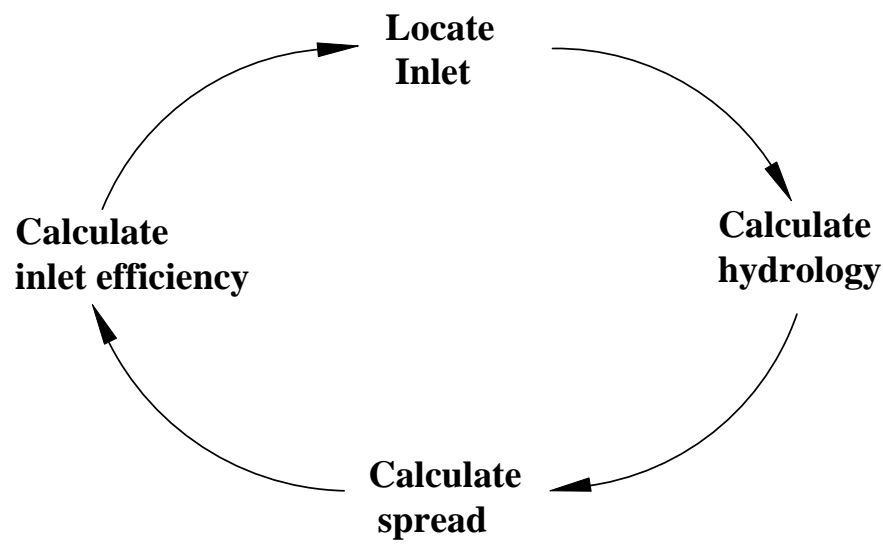 Locate
Inlet
Calculate
hydrology
Calculate
spread
Calculate
inlet efficiency